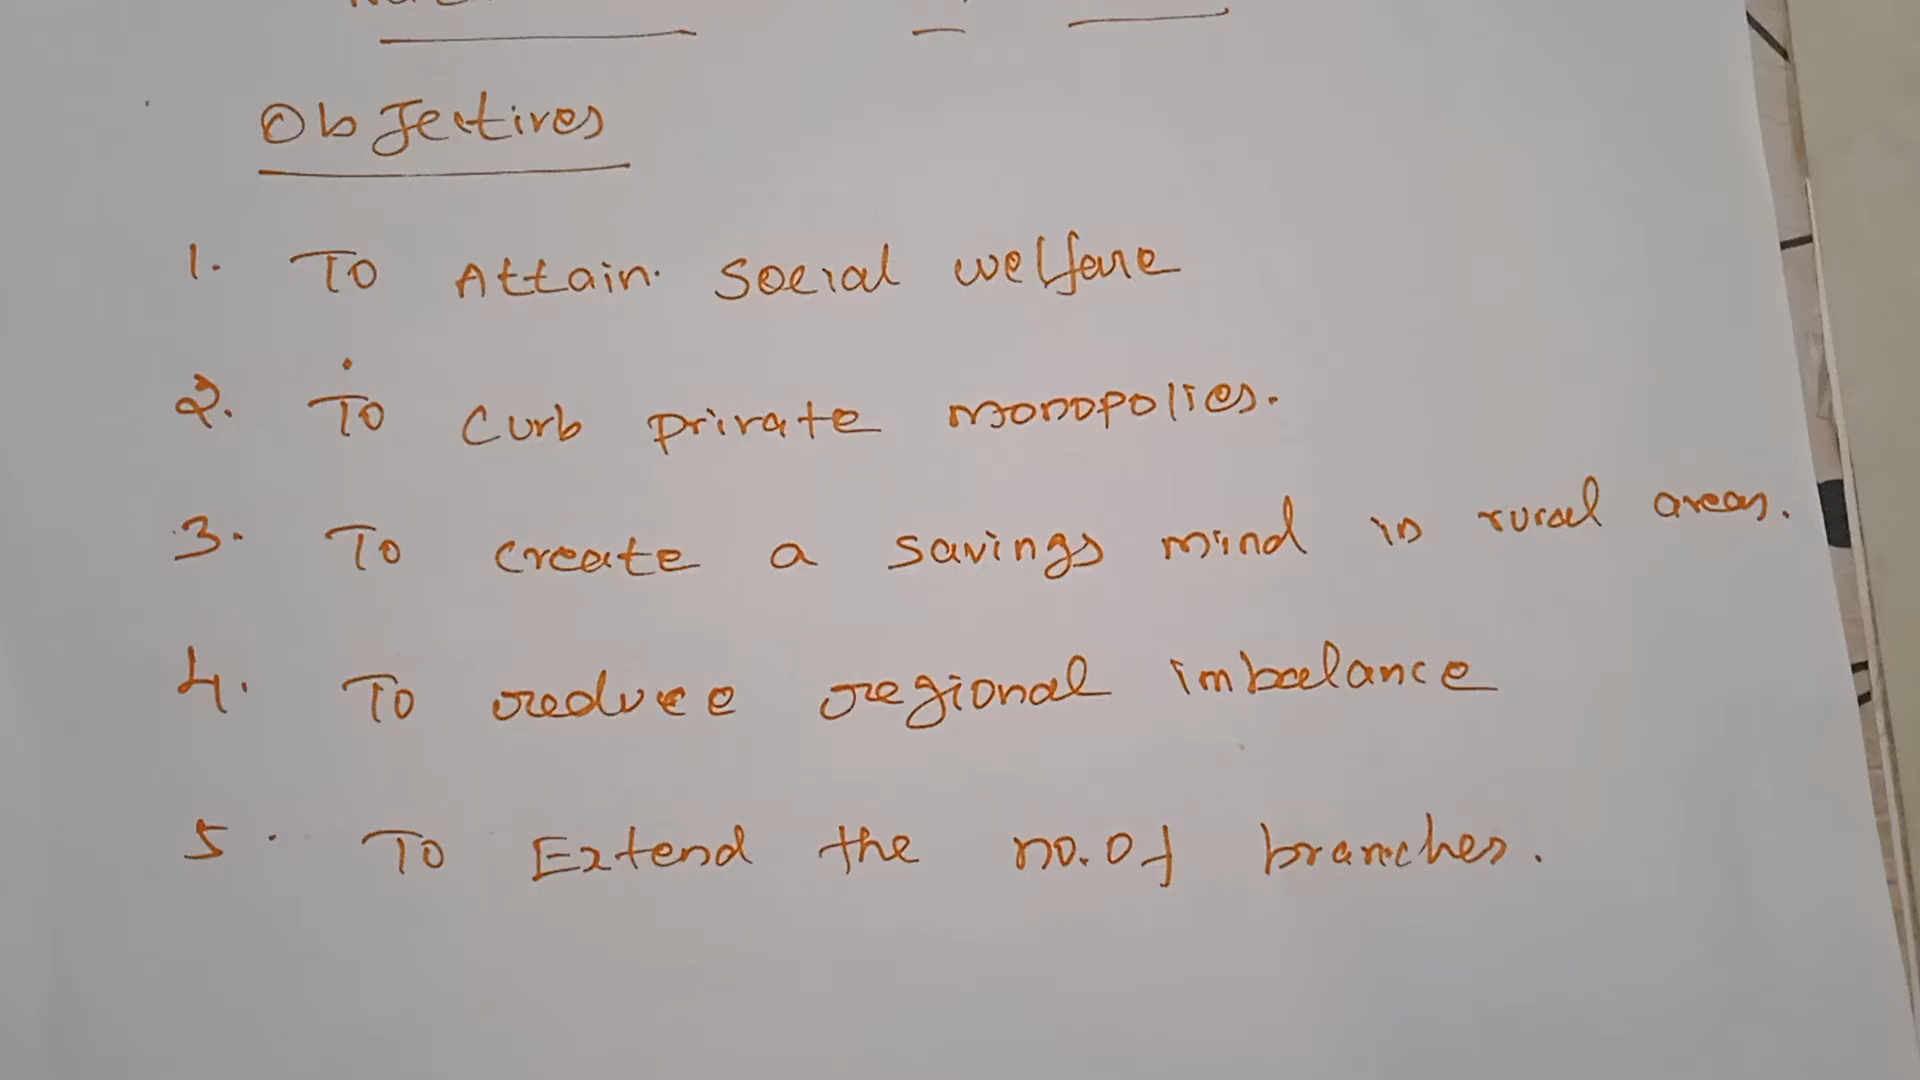 Objectives
1. To Attain Social welfare
2. To Curb private monopolies.
3. To create a savings mind in rural areas.
4. To reduce regional imbalance
5. To Extend the no. of branches.